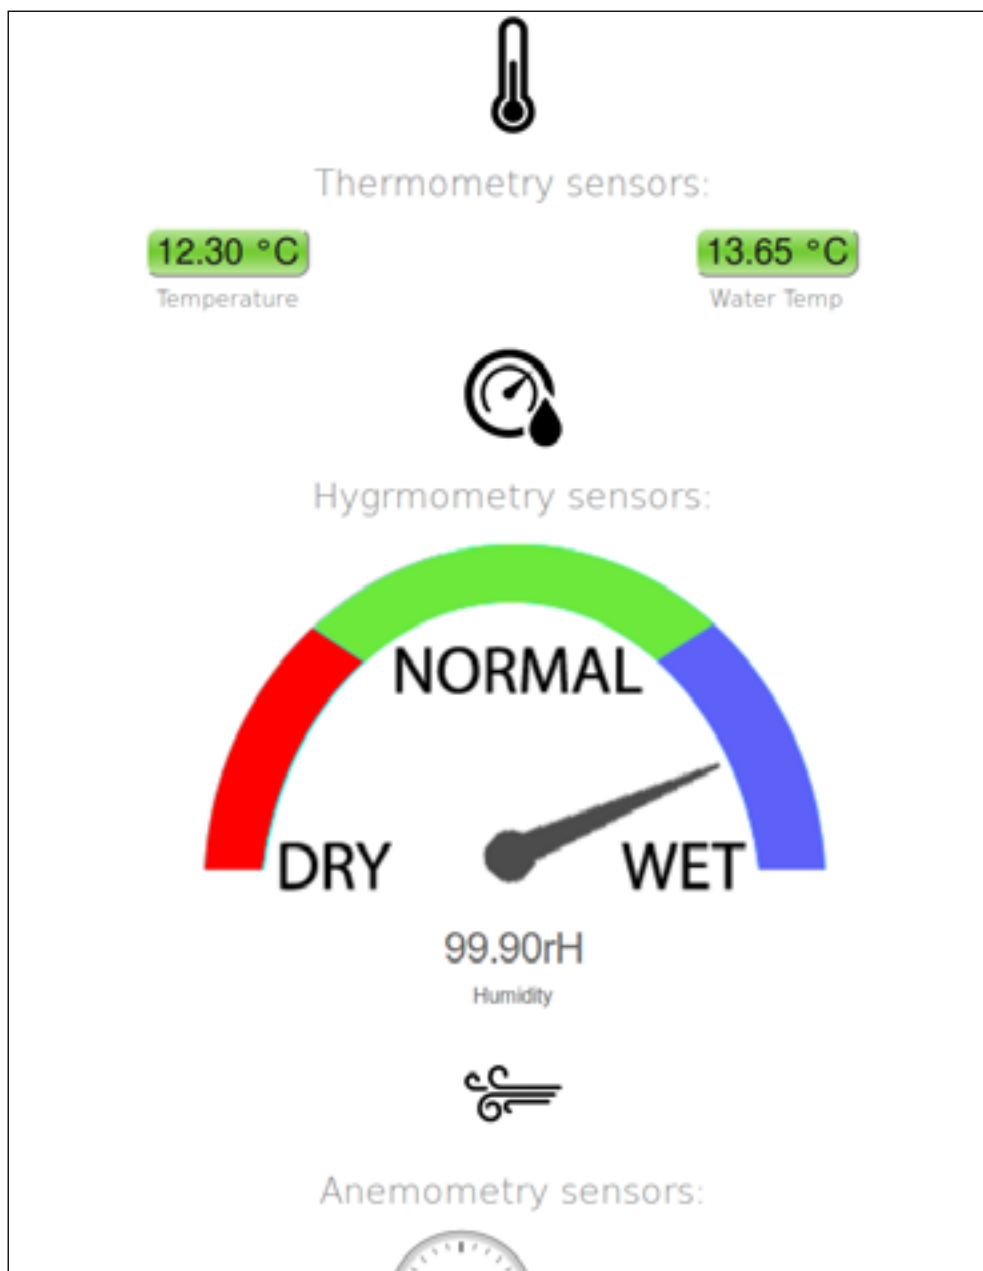 Thermometry sensors:
12.30 °C
13.65 °C
Temperature
Water Temp
Hygrmometry sensors:
NORMAL
DRY
WET
99.90rH
Humidity
Anemometry sensors: